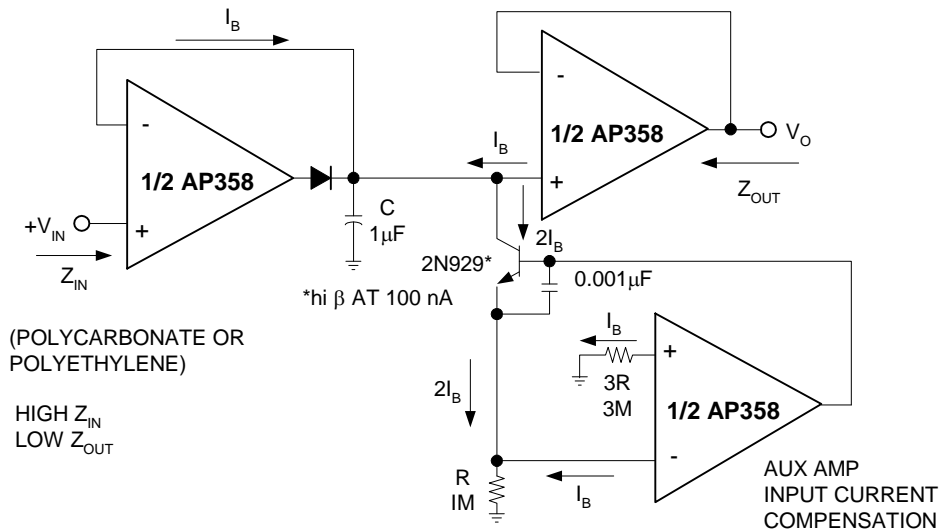 I_B
-
1/2 AP358
+V_IN
+
Z_IN
C
1µF
-
1/2 AP358
I_B
+
V_O
Z_OUT
2I_B
2N929*
0.001µF
*hi β AT 100 nA
(POLYCARBONATE OR
POLYETHYLENE)
HIGH Z_IN
LOW Z_OUT
I_B
3R
3M
+
1/2 AP358
-
2I_B
R
IM
I_B
AUX AMP
INPUT CURRENT
COMPENSATION